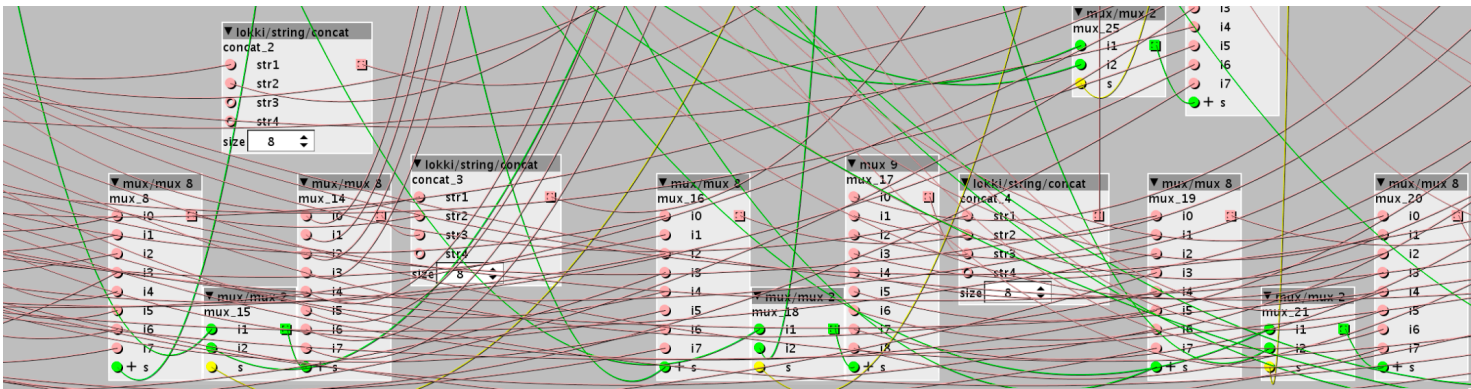 lokki/string/concat
concat_2
str1
str2
str3
str4
size 8
mux/mux 2
mux_25
i1
i2
s
i3
i4
i5
i6
i7
+ s
mux/mux 8
mux_8
i0
i1
i2
i3
i4
i5
i6
i7
+ s
mux/mux 2
mux_15
i1
i2
s
mux/mux 8
mux_14
i0
i1
i2
i3
i4
i5
i6
i7
+ s
lokki/string/concat
concat_3
str1
str2
str3
str4
size 8
mux/mux 8
mux_16
i0
i1
i2
i3
i4
i5
i6
i7
+ s
mux/mux 2
mux_18
i1
i2
s
mux 9
mux_17
i0
i1
i2
i3
i4
i5
i6
i7
i8
+ s
lokki/string/concat
concat_4
str1
str2
str3
str4
size 8
mux/mux 8
mux_19
i0
i1
i2
i3
i4
i5
i6
i7
+ s
mux/mux 2
mux_21
i1
i2
s
mux/mux 8
mux_20
i0
i1
i2
i3
i4
i5
i6
i7
+ s